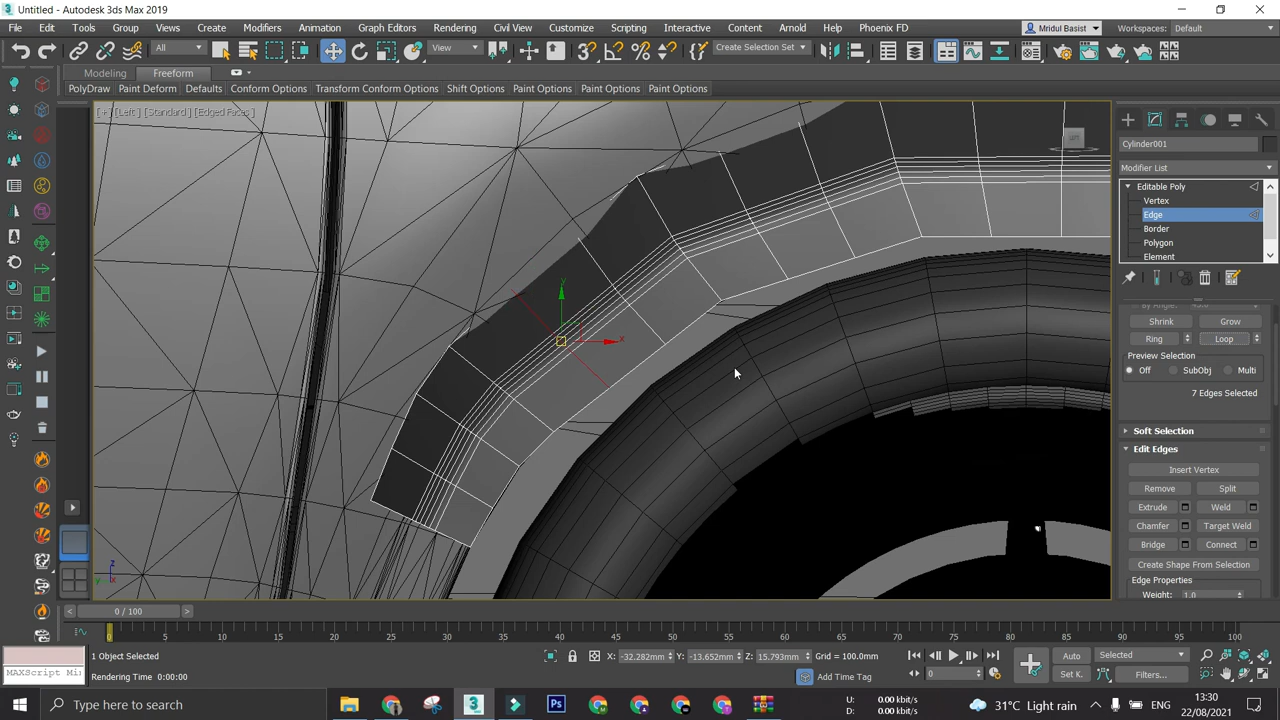 Untitled - Autodesk 3ds Max 2019
File Edit Tools Group Views Create Modifiers Animation Graph Editors Rendering Civil View Customize Scripting Interactive Content Arnold Help Phoenix FD Mridul Basist Workspaces: Default
All View Create Selection Set
Modeling Freeform
PolyDraw Paint Deform Defaults Conform Options Transform Conform Options Shift Options Paint Options Paint Options Paint Options
[+] [Left] [Standard] [Edged Faces]
Cylinder001
Modifier List
Editable Poly
Vertex
Edge
Border
Polygon
Element
y
x
By Angle: 45.0
Shrink Grow
Ring Loop
Preview Selection
Off SubObj Multi
7 Edges Selected
Soft Selection
Edit Edges
Insert Vertex
Remove Split
Extrude Weld
Chamfer Target Weld
Bridge Connect
Create Shape From Selection
Edge Properties
Weight: 1.0
z
y x
< 0 / 100 >
0 5 10 15 20 25 30 35 40 45 50 55 60 65 70 75 80 85 90 95 100
1 Object Selected X: -32.282mm Y: -13.652mm Z: 15.793mm Grid = 100.0mm Auto Selected
MAXScript Mi Rendering Time 0:00:00 Add Time Tag 0 Set K. Filters...
Type here to search
U: 0.00 kbit/s
D: 0.00 kbit/s
31°C Light rain
ENG
13:30
22/08/2021